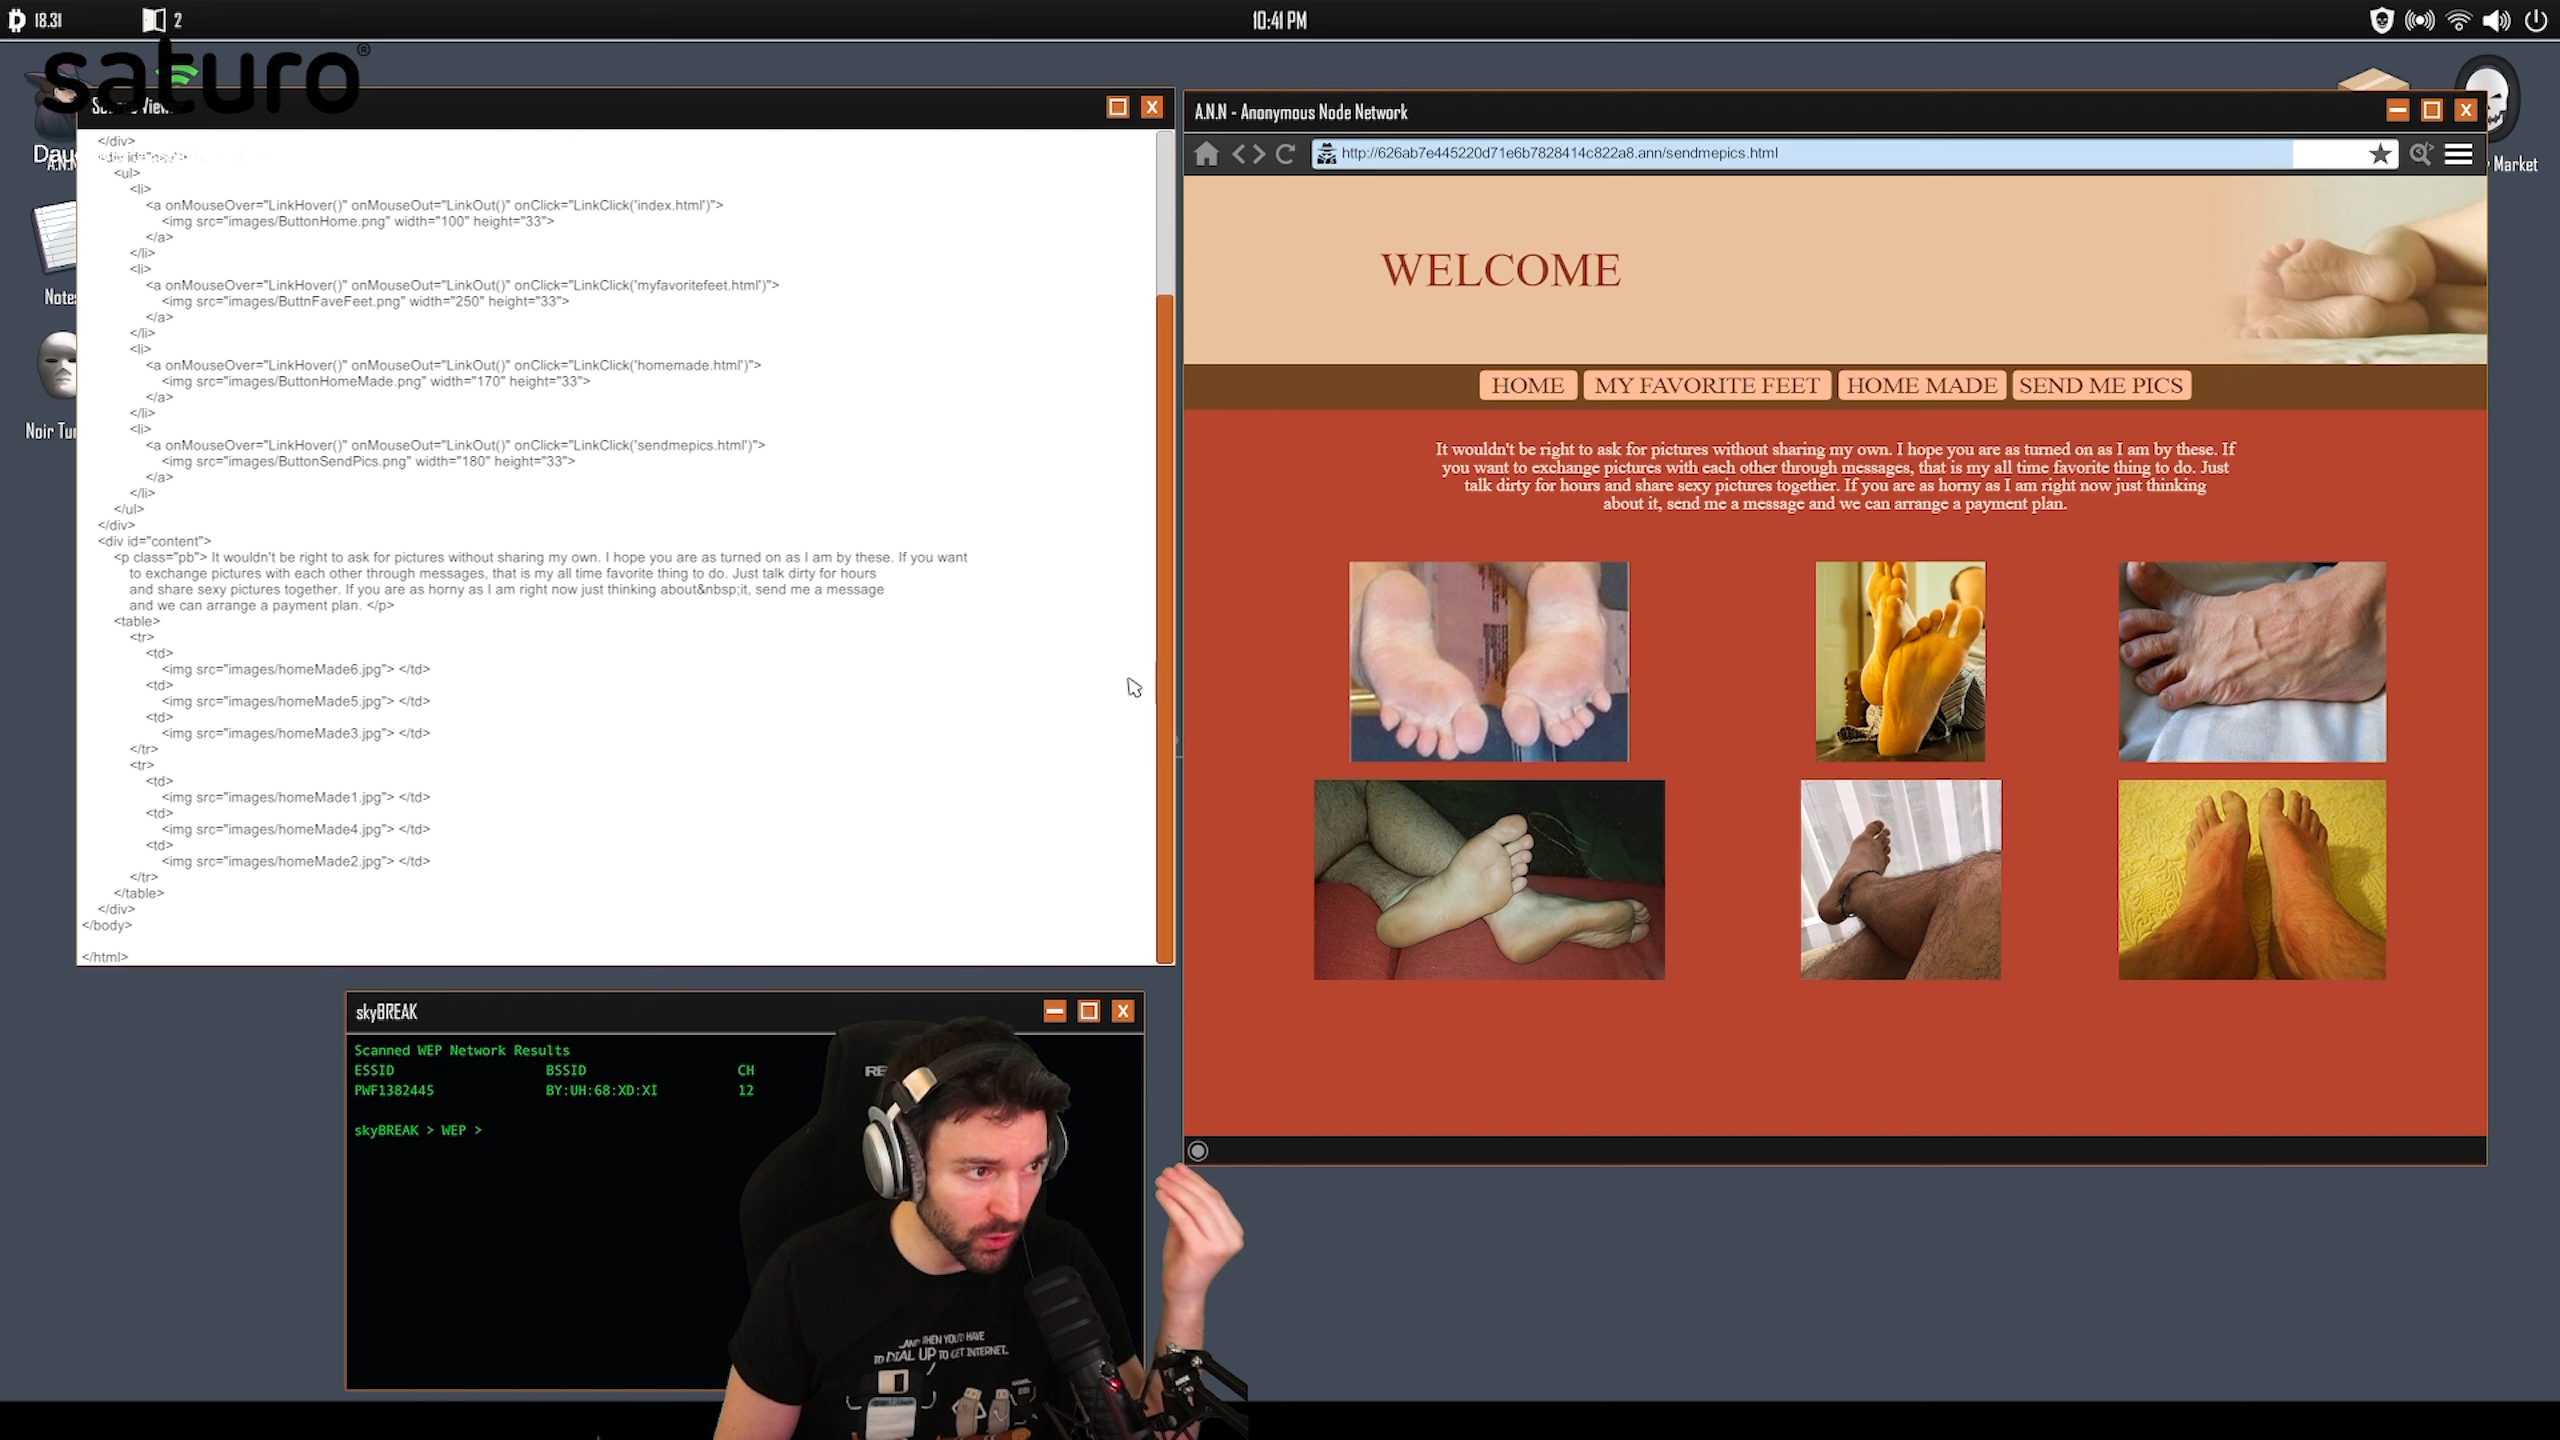 18.31
2
10:41 PM
saturo®
A.N.N - Anonymous Node Network
http://626ab7e445220d71e6b7828414c822a8.ann/sendmepics.html
Market
Noir
</div>
<ul>
<li>
<a onMouseOver="LinkHover()" onMouseOut="LinkOut()" onClick="LinkClick('index.html')">
<img src="images/ButtonHome.png" width="100" height="33">
</a>
</li>
<li>
<a onMouseOver="LinkHover()" onMouseOut="LinkOut()" onClick="LinkClick('myfavoritefeet.html')">
<img src="images/ButtnFaveFeet.png" width="250" height="33">
</a>
</li>
<li>
<a onMouseOver="LinkHover()" onMouseOut="LinkOut()" onClick="LinkClick('homemade.html')">
<img src="images/ButtonHomeMade.png" width="170" height="33">
</a>
</li>
<li>
<a onMouseOver="LinkHover()" onMouseOut="LinkOut()" onClick="LinkClick('sendmepics.html')">
<img src="images/ButtonSendPics.png" width="180" height="33">
</a>
</li>
</ul>
</div>
<div id="content">
<p class="pb"> It wouldn't be right to ask for pictures without sharing my own. I hope you are as turned on as I am by these. If you want
to exchange pictures with each other through messages, that is my all time favorite thing to do. Just talk dirty for hours
and share sexy pictures together. If you are as horny as I am right now just thinking about&nbsp;it, send me a message
and we can arrange a payment plan. </p>
<table>
<tr>
<td>
<img src="images/homeMade6.jpg"> </td>
<td>
<img src="images/homeMade5.jpg"> </td>
<td>
<img src="images/homeMade3.jpg"> </td>
</tr>
<tr>
<td>
<img src="images/homeMade1.jpg"> </td>
<td>
<img src="images/homeMade4.jpg"> </td>
<td>
<img src="images/homeMade2.jpg"> </td>
</tr>
</table>
</div>
</body>
</html>
WELCOME
HOME MY FAVORITE FEET HOME MADE SEND ME PICS
It wouldn't be right to ask for pictures without sharing my own. I hope you are as turned on as I am by these. If
you want to exchange pictures with each other through messages, that is my all time favorite thing to do. Just
talk dirty for hours and share sexy pictures together. If you are as horny as I am right now just thinking
about it, send me a message and we can arrange a payment plan.
skyBREAK
Scanned WEP Network Results
ESSID BSSID CH
PWF1382445 BY:UH:68:XD:XI 12
skyBREAK > WEP >
...AND THEN YOU'D HAVE
TO DIAL UP TO GET INTERNET...